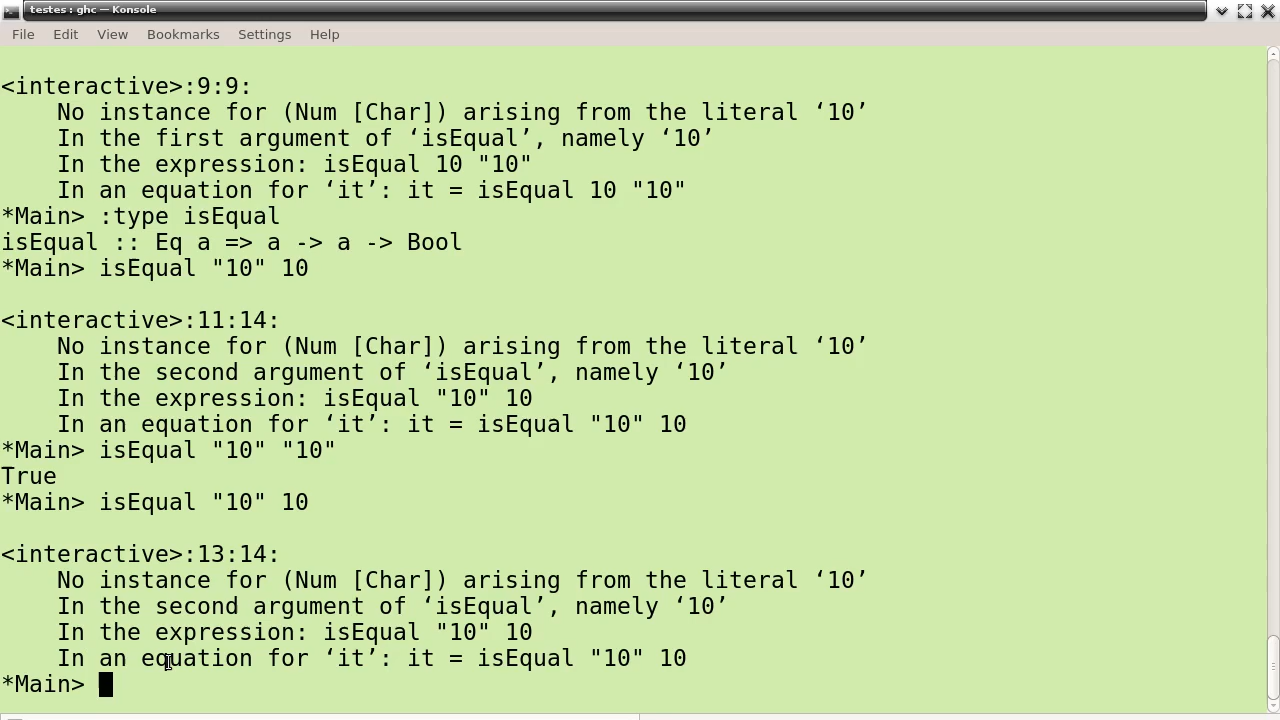 testes : ghc — Konsole
File Edit View Bookmarks Settings Help
<interactive>:9:9:
    No instance for (Num [Char]) arising from the literal ‘10’
    In the first argument of ‘isEqual’, namely ‘10’
    In the expression: isEqual 10 "10"
    In an equation for ‘it’: it = isEqual 10 "10"
*Main> :type isEqual
isEqual :: Eq a => a -> a -> Bool
*Main> isEqual "10" 10
<interactive>:11:14:
    No instance for (Num [Char]) arising from the literal ‘10’
    In the second argument of ‘isEqual’, namely ‘10’
    In the expression: isEqual "10" 10
    In an equation for ‘it’: it = isEqual "10" 10
*Main> isEqual "10" "10"
True
*Main> isEqual "10" 10
<interactive>:13:14:
    No instance for (Num [Char]) arising from the literal ‘10’
    In the second argument of ‘isEqual’, namely ‘10’
    In the expression: isEqual "10" 10
    In an equation for ‘it’: it = isEqual "10" 10
*Main>